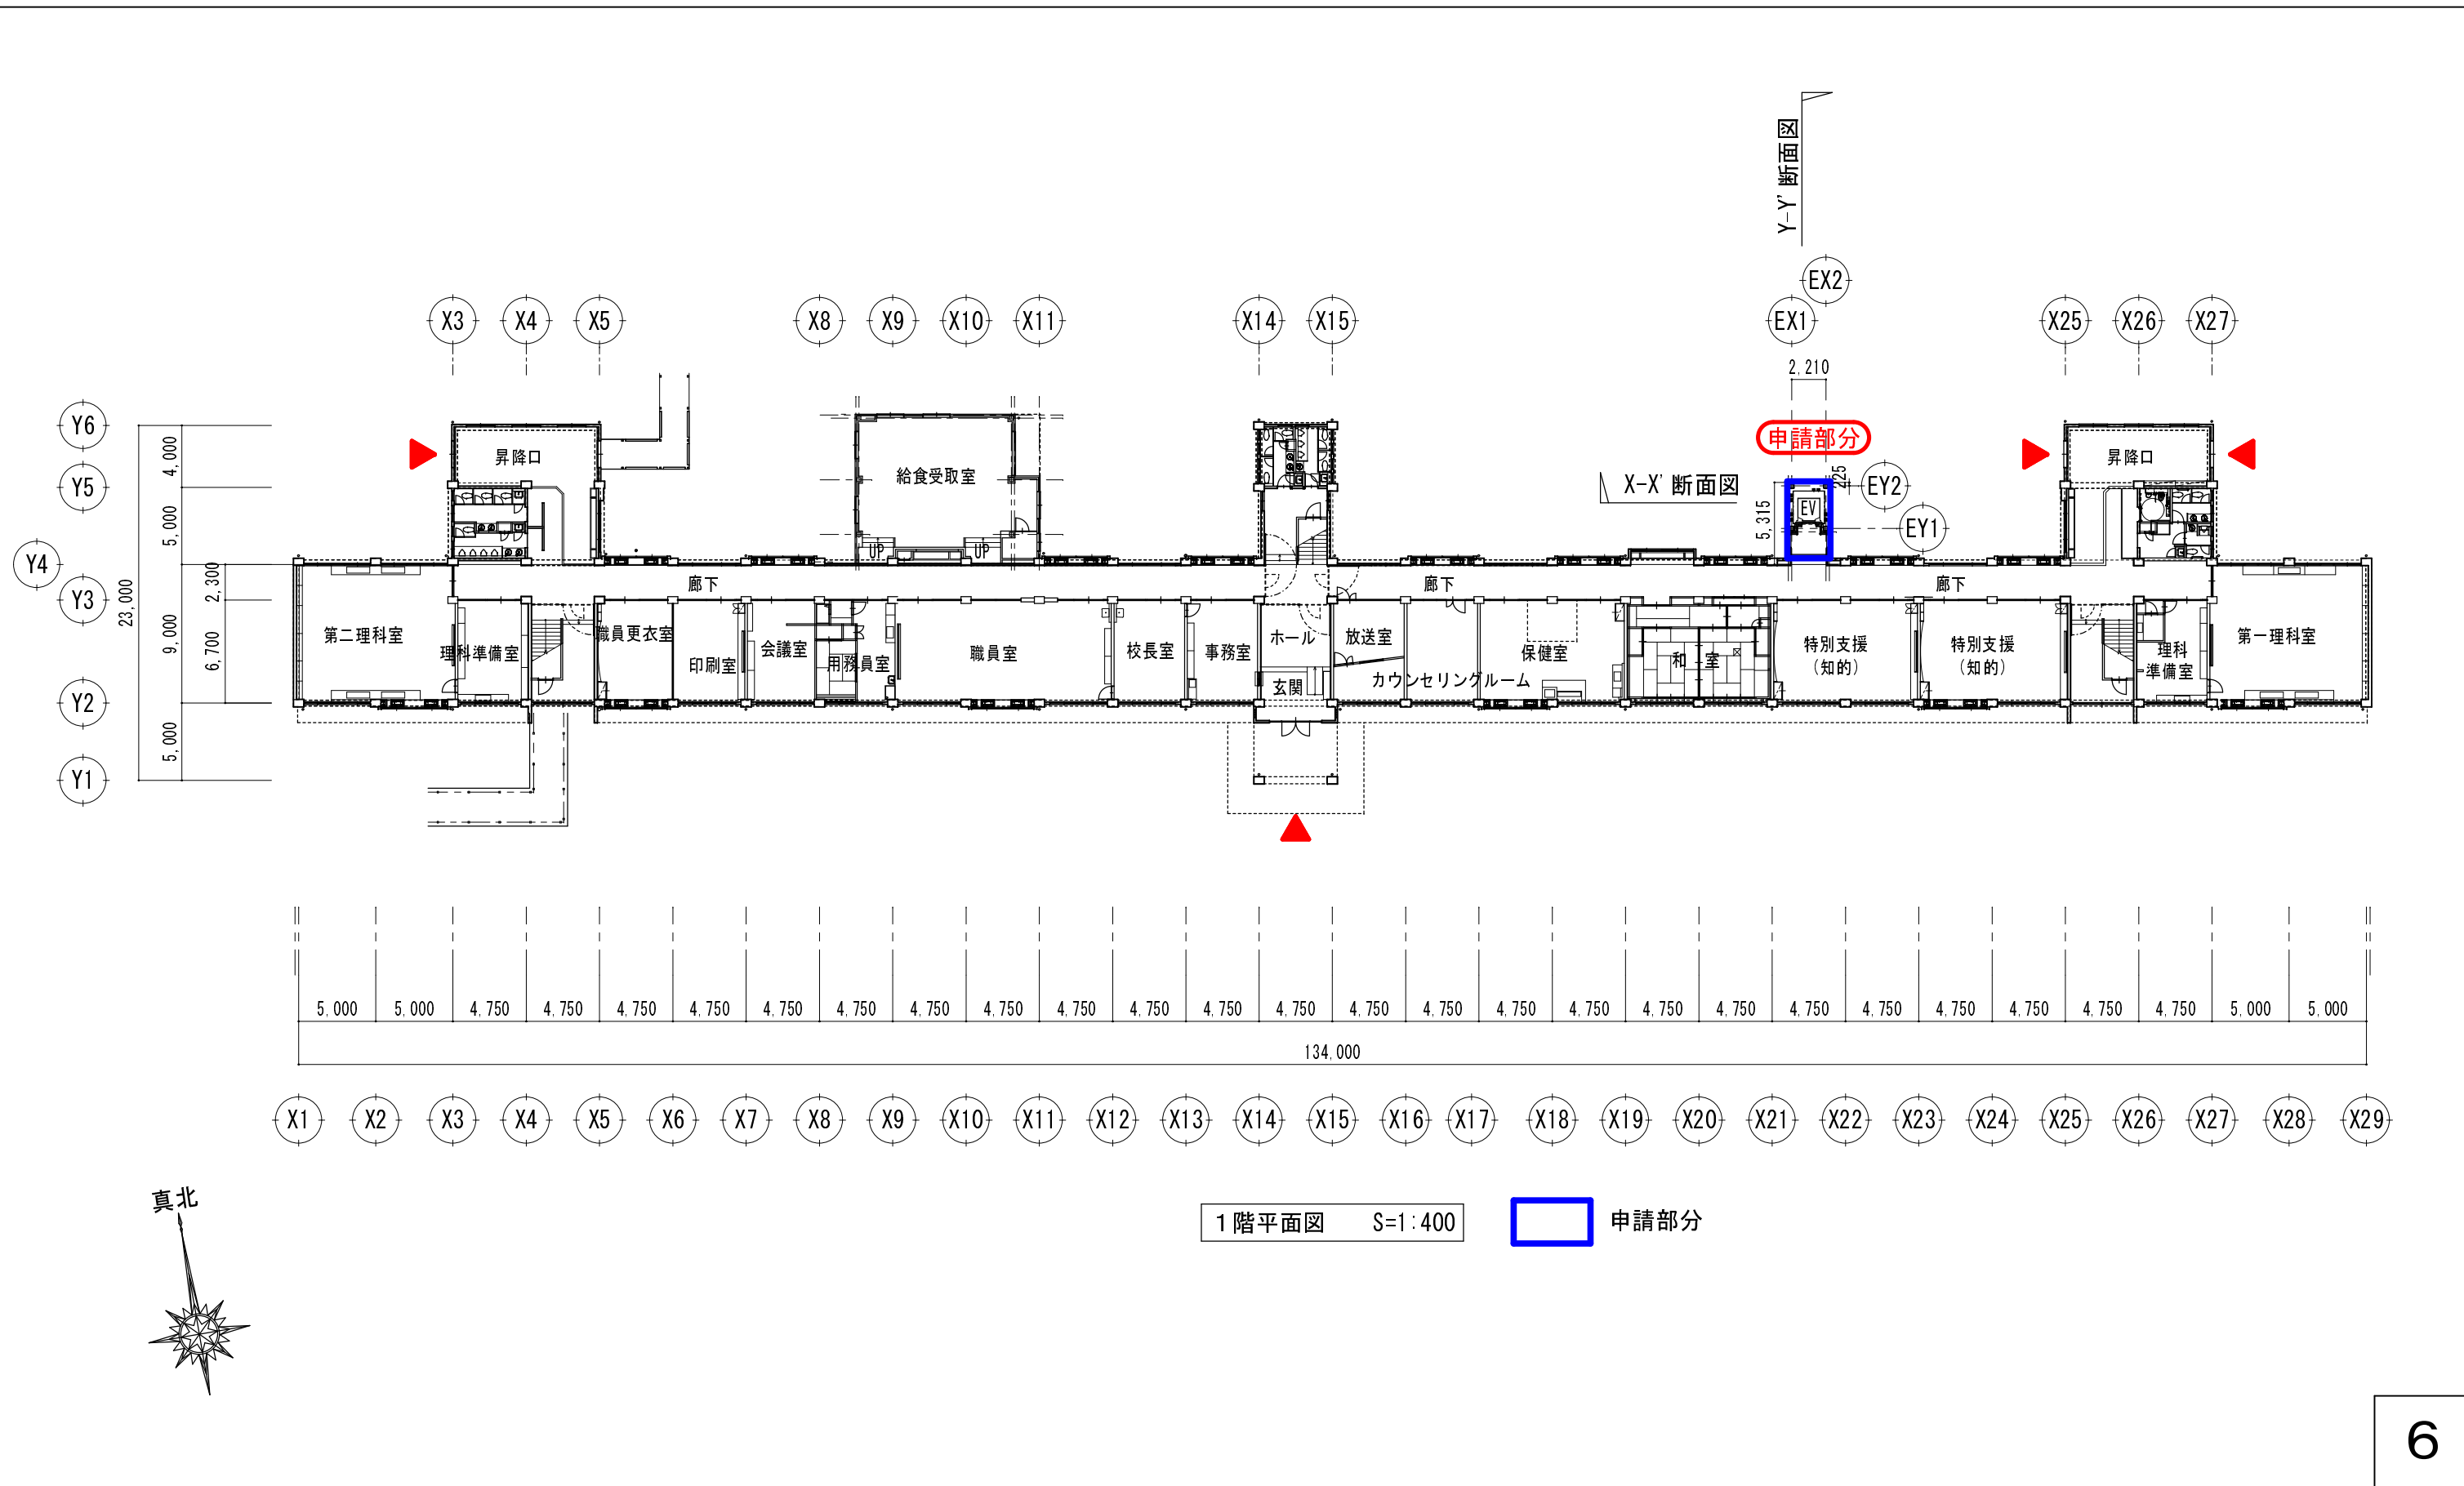 Y-Y' 断面図
EX2
X3 X4 X5 X8 X9 X10 X11 X14 X15 EX1 X25 X26 X27
2,210
申請部分
Y6
4,000
昇降口
給食受取室
X-X' 断面図
225
EY2
昇降口
Y5
5,000
5,315
EV
EY1
UP UP
Y4
23,000
2,300
廊下 廊下 廊下
Y3
9,000
6,700
第二理科室 理科準備室 職員更衣室 印刷室 会議室 用務員室 職員室 校長室 事務室 ホール 放送室 保健室 和 室 特別支援 特別支援 理科 第一理科室
(知的) (知的) 準備室
玄関 カウンセリングルーム
Y2
5,000
Y1
5,000 5,000 4,750 4,750 4,750 4,750 4,750 4,750 4,750 4,750 4,750 4,750 4,750 4,750 4,750 4,750 4,750 4,750 4,750 4,750 4,750 4,750 4,750 4,750 4,750 4,750 5,000 5,000
134,000
X1 X2 X3 X4 X5 X6 X7 X8 X9 X10 X11 X12 X13 X14 X15 X16 X17 X18 X19 X20 X21 X22 X23 X24 X25 X26 X27 X28 X29
真北
1階平面図 S=1:400
申請部分
6